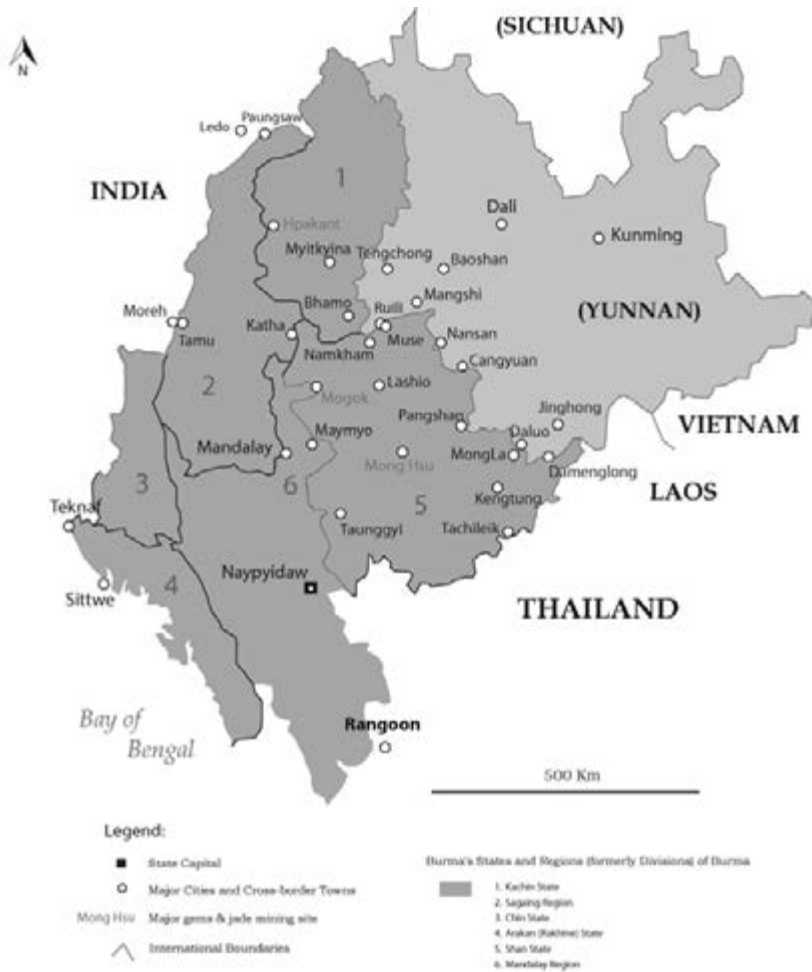 (SICHUAN)
N
Ledo
Paungsaw
INDIA
1
Dali
Hpakant
Kunming
Myitkyina
Tengchong
Baoshan
Mangshi
Bhamo
Ruili
(YUNNAN)
Moreh
Tamu
Katha
Muse
Nansan
Namkham
Cangyuan
2
Mogok
Lashio
Pangshag
Jinghong
VIETNAM
Maymyo
Daluo
Mandalay
MongLa
Damenglong
Mong Hsu
3
6
LAOS
Kengtung
5
Teknaf
Taunggyi
Tachileik
Naypyidaw
4
Sittwe
THAILAND
Bay of
Bengal
Rangoon
500 Km
Legend:
State Capital
Major Cities and Cross-border Towns
Mong Hsu Major gems & jade mining site
International Boundaries
Burma's States and Regions (formerly Divisions) of Burma
1. Kachin State
2. Sagaing Region
3. Chin State
4. Arakan (Rakhine) State
5. Shan State
6. Mandalay Region